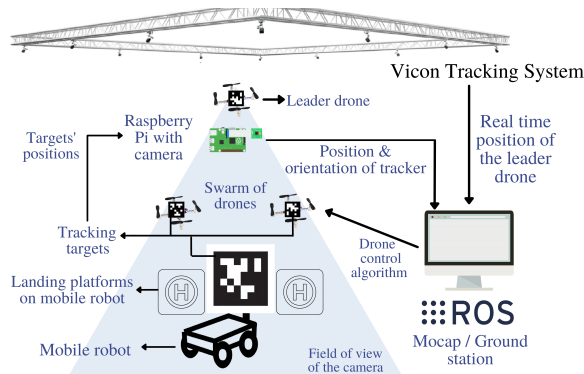 Vicon Tracking System
Leader drone
Raspberry
Pi with
camera
Targets'
positions
Real time
position of
the leader
drone
Position &
orientation of tracker
Swarm of
drones
Tracking
targets
Drone
control
algorithm
Landing platforms
on mobile robot
H
H
ROS
Mocap / Ground
station
Mobile robot
Field of view
of the camera